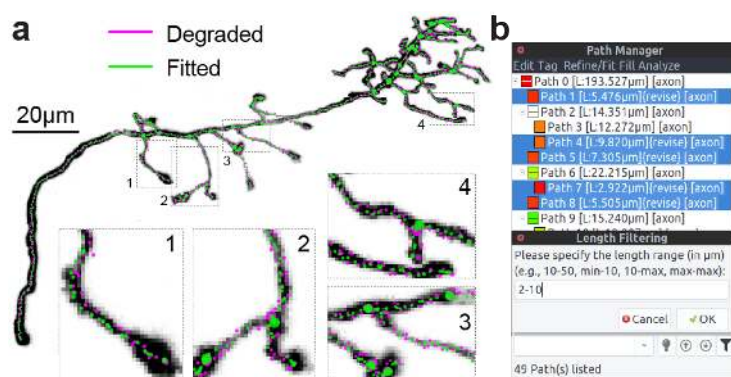 a
Degraded
Fitted
20µm
1
2
3
4
1
2
4
3
b
Path Manager
Edit Tag Refine/Fit Fill Analyze
Path 0 [L:193.527µm] [axon]
Path 1 [L:5.476µm]{revise} [axon]
Path 2 [L:14.351µm] [axon]
Path 3 [L:12.272µm] [axon]
Path 4 [L:9.820µm]{revise} [axon]
Path 5 [L:7.305µm]{revise} [axon]
Path 6 [L:22.215µm] [axon]
Path 7 [L:2.922µm]{revise} [axon]
Path 8 [L:5.505µm]{revise} [axon]
Path 9 [L:15.240µm] [axon]
Length Filtering
Please specify the length range (in µm)
(e.g., 10-50, min-10, 10-max, max-max):
2-10
Cancel OK
49 Path(s) listed